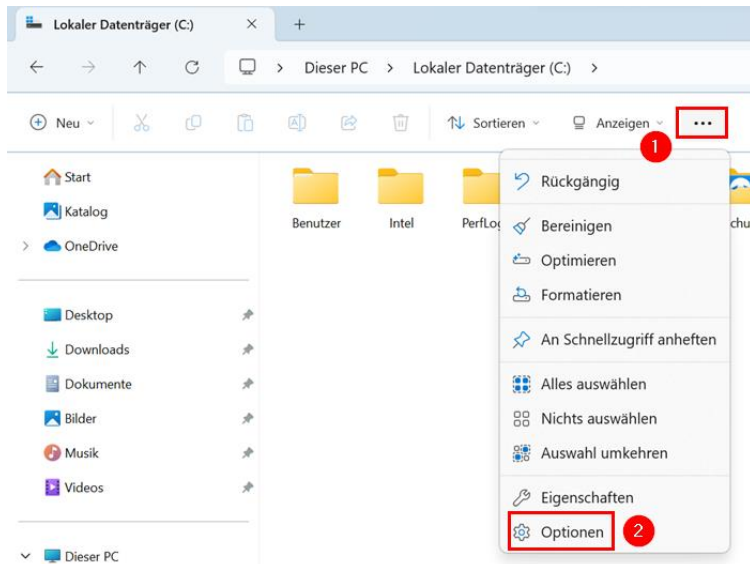 Lokaler Datenträger (C:)
Dieser PC > Lokaler Datenträger (C:) >
Neu
Sortieren
Anzeigen
1
Start
Katalog
OneDrive
Desktop
Downloads
Dokumente
Bilder
Musik
Videos
Dieser PC
Benutzer
Intel
PerfLog
Rückgängig
Bereinigen
Optimieren
Formatieren
An Schnellzugriff anheften
Alles auswählen
Nichts auswählen
Auswahl umkehren
Eigenschaften
Optionen 2